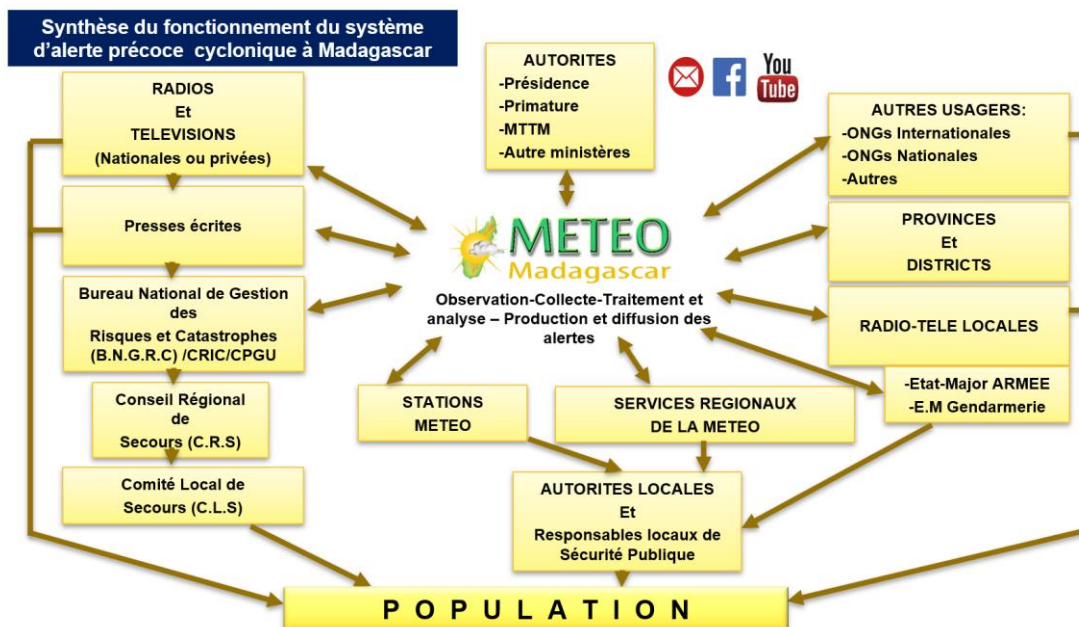 Synthèse du fonctionnement du système
d'alerte précoce cyclonique à Madagascar
RADIOS
Et
TELEVISIONS
(Nationales ou privées)
Presses écrites
Bureau National de Gestion
des
Risques et Catastrophes
(B.N.G.R.C) /CRIC/CPGU
Conseil Régional
de
Secours (C.R.S)
Comité Local de
Secours (C.L.S)
AUTORITES
-Présidence
-Primature
-MTTM
-Autre ministères
You
Tube
METEO
Madagascar
Observation-Collecte-Traitement et
analyse – Production et diffusion des
alertes
STATIONS
METEO
SERVICES REGIONAUX
DE LA METEO
AUTORITES LOCALES
Et
Responsables locaux de
Sécurité Publique
AUTRES USAGERS:
-ONGs Internationales
-ONGs Nationales
-Autres
PROVINCES
Et
DISTRICTS
RADIO-TELE LOCALES
-Etat-Major ARMEE
-E.M Gendarmerie
POPULATION